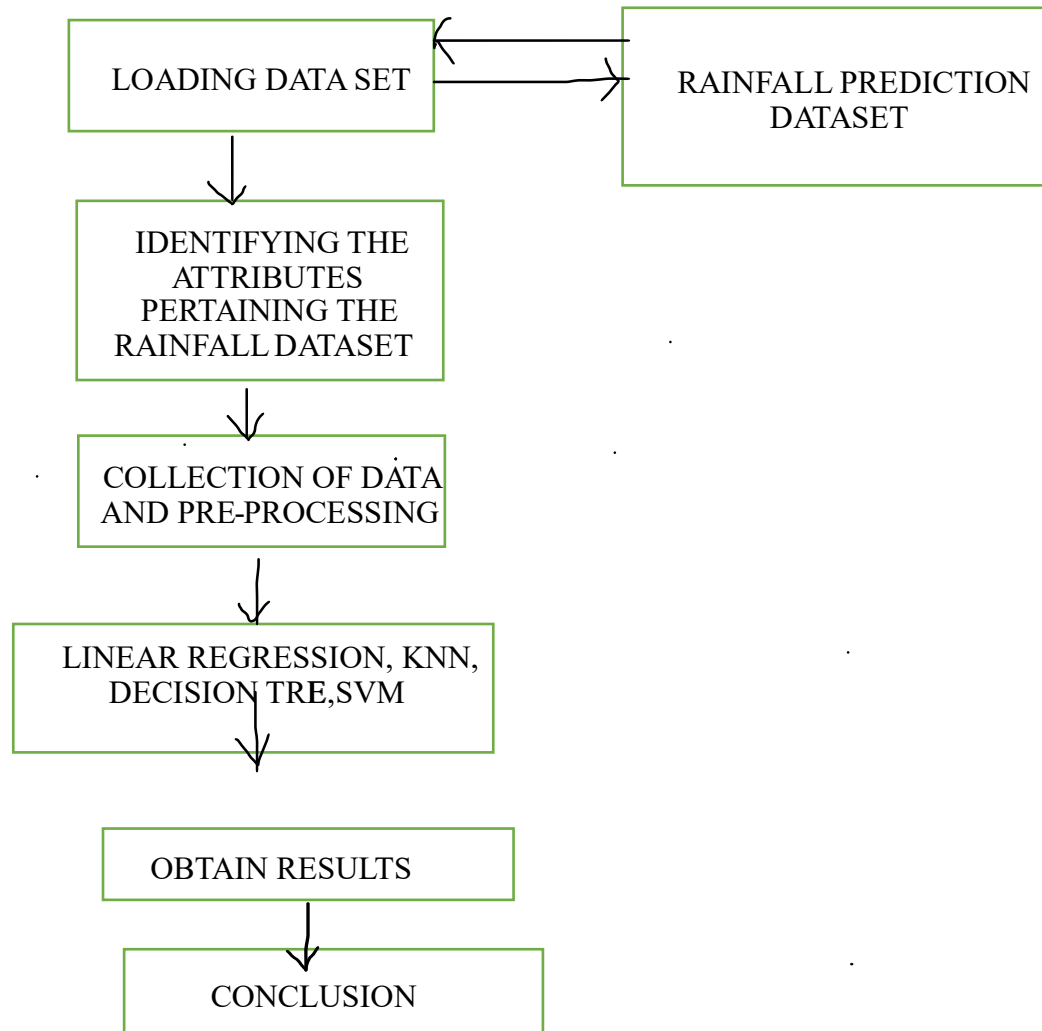 LOADING DATA SET
RAINFALL PREDICTION
DATASET
IDENTIFYING THE
ATTRIBUTES
PERTAINING THE
RAINFALL DATASET
COLLECTION OF DATA
AND PRE-PROCESSING
LINEAR REGRESSION, KNN,
DECISION TRE,SVM
OBTAIN RESULTS
CONCLUSION